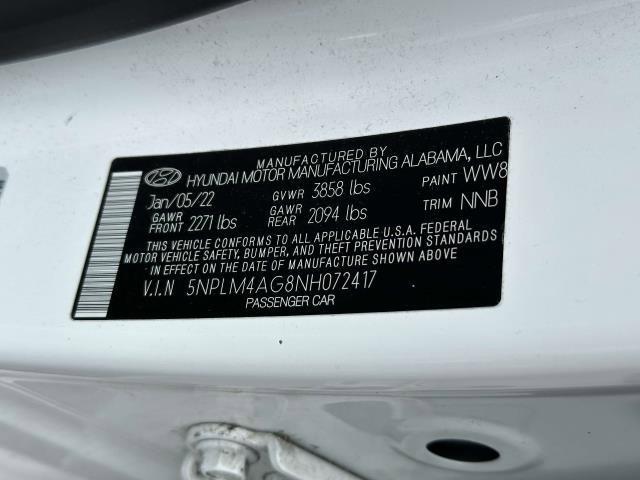 MANUFACTURED BY
HYUNDAI MOTOR MANUFACTURING ALABAMA, LLC
Jan/05/22 GVWR 3858 lbs PAINT WW8
GAWR FRONT 2271 lbs GAWR REAR 2094 lbs TRIM NNB
THIS VEHICLE CONFORMS TO ALL APPLICABLE U.S.A. FEDERAL
MOTOR VEHICLE SAFETY, BUMPER, AND THEFT PREVENTION STANDARDS
IN EFFECT ON THE DATE OF MANUFACTURE SHOWN ABOVE
V.I.N 5NPLM4AG8NH072417
PASSENGER CAR